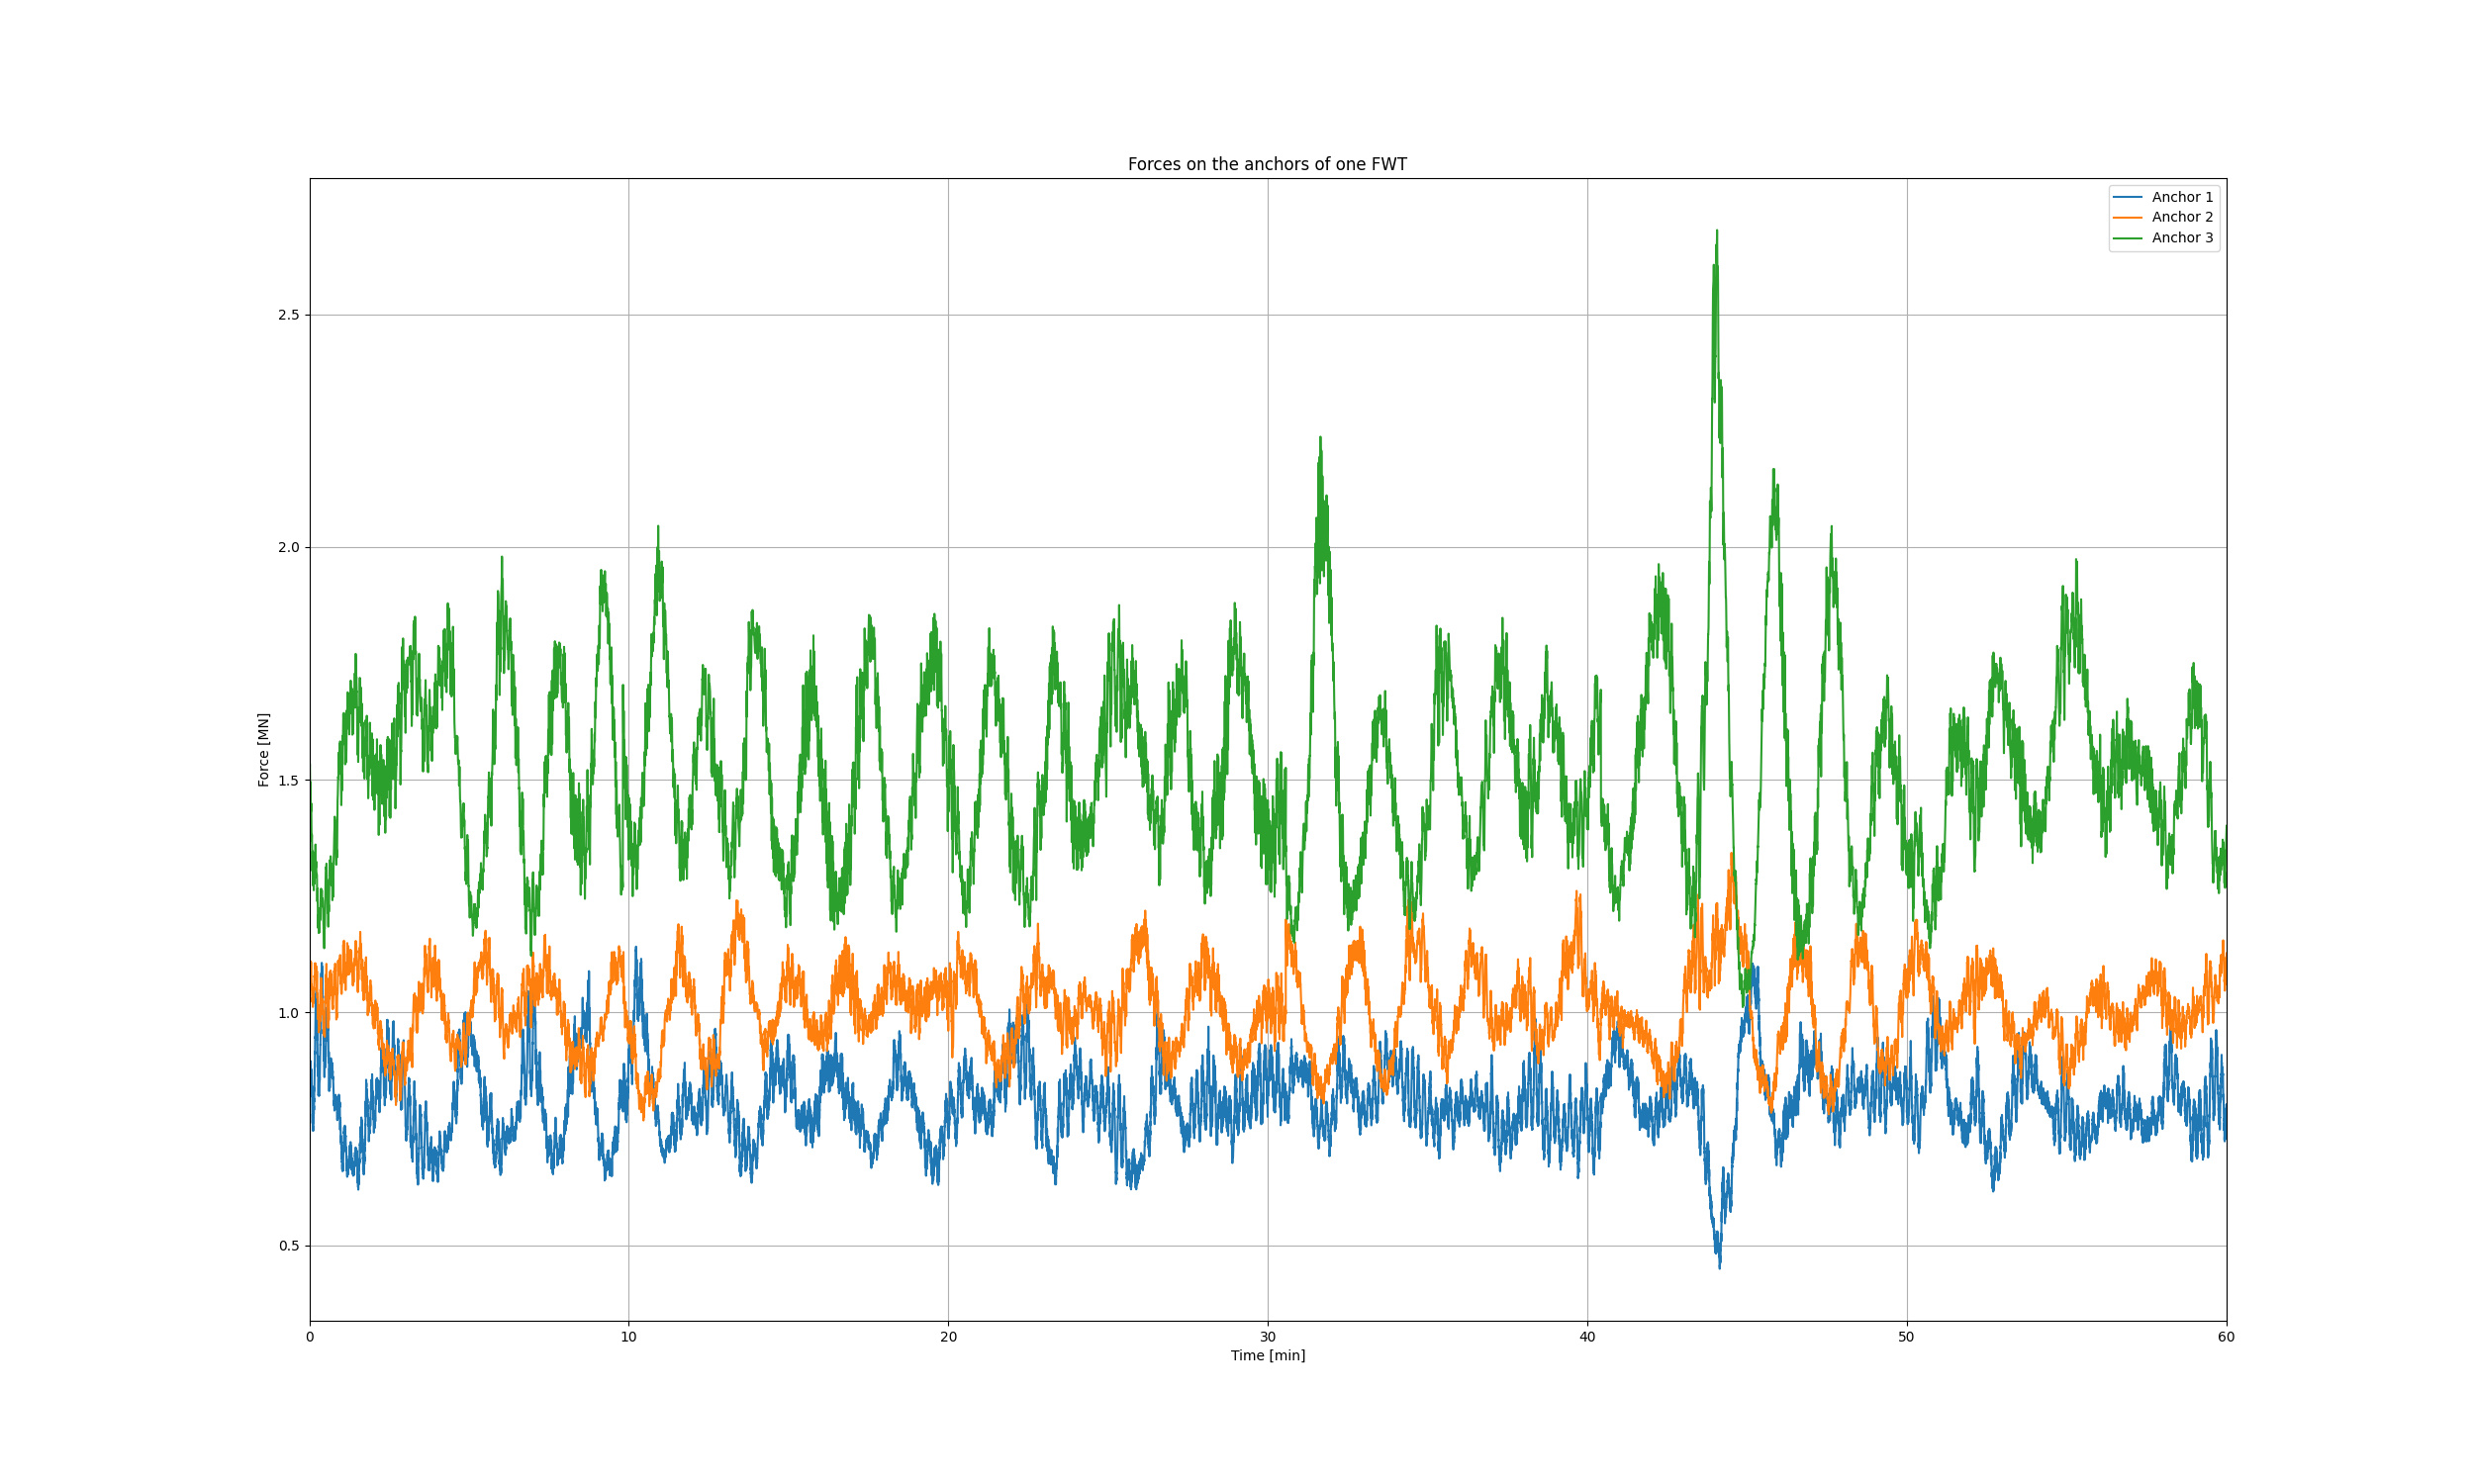 Forces on the anchors of one FWT
Anchor 1
Anchor 2
Anchor 3
Force [MN]
2.5
2.0
1.5
1.0
0.5
0 10 20 30 40 50 60
Time [min]